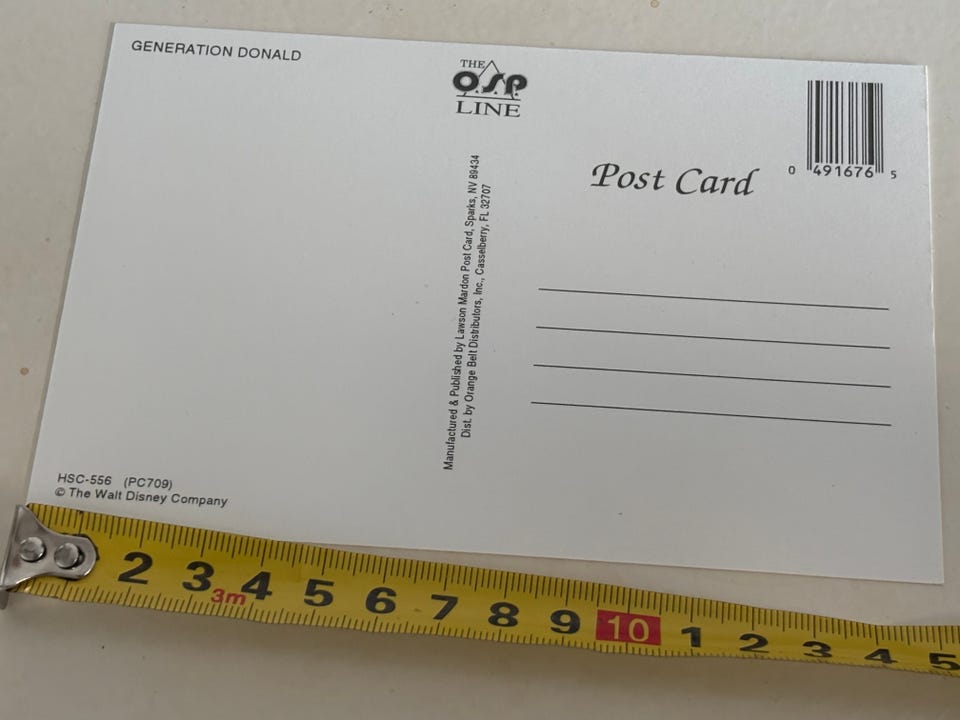 GENERATION DONALD
THE
OSP
LINE
0 491676 5
Post Card
Manufactured & Published by Lawson Mardon Post Card, Sparks, NV 89434
Dist. by Orange Belt Distributors, Inc., Casselberry, FL 32707
HSC-556 (PC709)
© The Walt Disney Company
2 3 4 5 6 7 8 9 10 1 2 3 4 5
3m